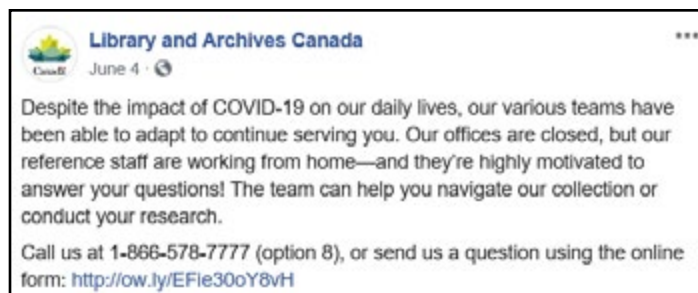 Library and Archives Canada
June 4 ·
Canada
Despite the impact of COVID-19 on our daily lives, our various teams have
been able to adapt to continue serving you. Our offices are closed, but our
reference staff are working from home—and they're highly motivated to
answer your questions! The team can help you navigate our collection or
conduct your research.
Call us at 1-866-578-7777 (option 8), or send us a question using the online
form: http://ow.ly/EFie30oY8vH